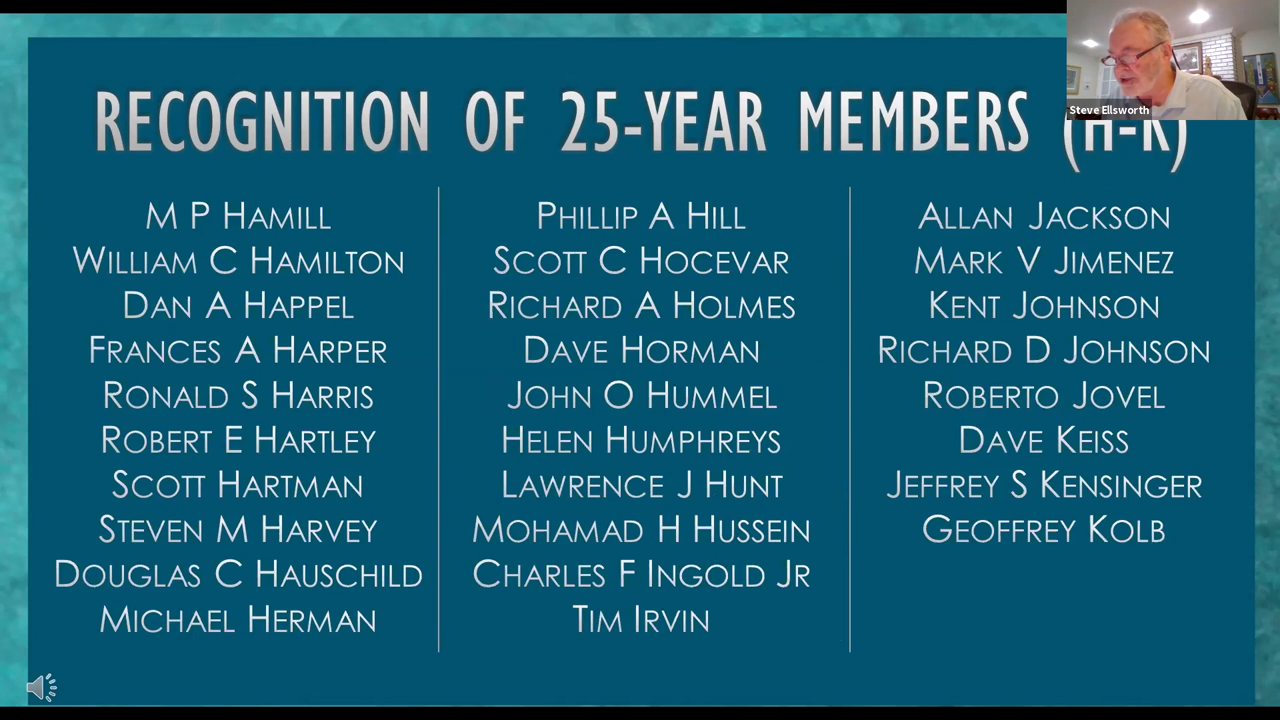 Steve Ellsworth
RECOGNITION OF 25-YEAR MEMBERS (H-K)
M P HAMILL
WILLIAM C HAMILTON
DAN A HAPPEL
FRANCES A HARPER
RONALD S HARRIS
ROBERT E HARTLEY
SCOTT HARTMAN
STEVEN M HARVEY
DOUGLAS C HAUSCHILD
MICHAEL HERMAN
PHILLIP A HILL
SCOTT C HOCEVAR
RICHARD A HOLMES
DAVE HORMAN
JOHN O HUMMEL
HELEN HUMPHREYS
LAWRENCE J HUNT
MOHAMAD H HUSSEIN
CHARLES F INGOLD JR
TIM IRVIN
ALLAN JACKSON
MARK V JIMENEZ
KENT JOHNSON
RICHARD D JOHNSON
ROBERTO JOVEL
DAVE KEISS
JEFFREY S KENSINGER
GEOFFREY KOLB